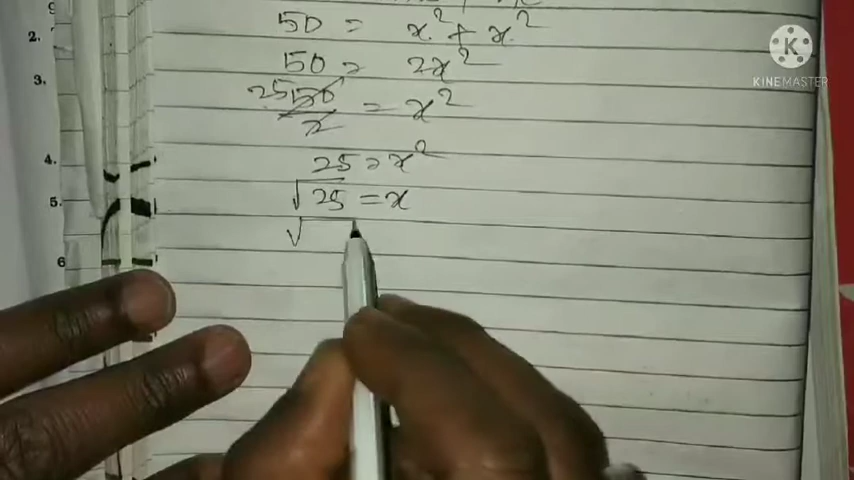 50 = x² + x²
50 = 2x²
25 50/2 = x²
25 = x²
√25 = x
√
2,
3,
4,
5,
6
K
KINEMASTER